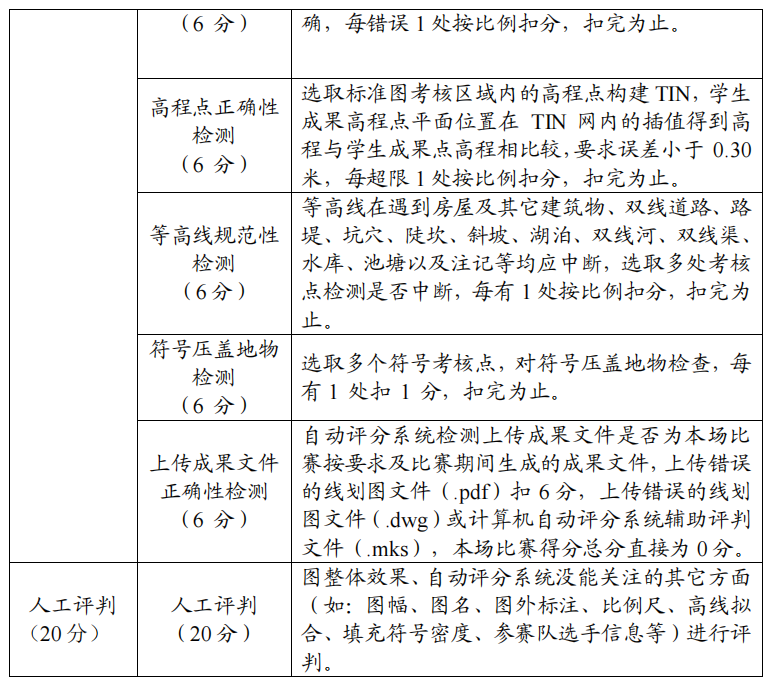 （6 分）
确，每错误 1 处按比例扣分，扣完为止。
高程点正确性
检测
（6 分）
选取标准图考核区域内的高程点构建 TIN，学生
成果高程点平面位置在 TIN 网内的插值得到高
程与学生成果点高程相比较，要求误差小于 0.30
米，每超限 1 处按比例扣分，扣完为止。
等高线规范性
检测
（6分）
等高线在遇到房屋及其它建筑物、双线道路、路
堤、坑穴、陡坎、斜坡、湖泊、双线河、双线渠、
水库、池塘以及注记等均应中断，选取多处考核
点检测是否中断，每有 1 处按比例扣分，扣完为
止。
符号压盖地物
检测
（6 分）
选取多个符号考核点，对符号压盖地物检查，每
有 1 处扣 1 分，扣完为止。
上传成果文件
正确性检测
（6 分）
自动评分系统检测上传成果文件是否为本场比
赛按要求及比赛期间生成的成果文件，上传错误
的线划图文件（.pdf）扣 6 分，上传错误的线划
图文件（.dwg）或计算机自动评分系统辅助评判
文件（.mks），本场比赛得分总分直接为 0 分。
人工评判
（20 分）
人工评判
（20 分）
图整体效果、自动评分系统没能关注的其它方面
（如：图幅、图名、图外标注、比例尺、高线拟
合、填充符号密度、参赛队选手信息等）进行评
判。